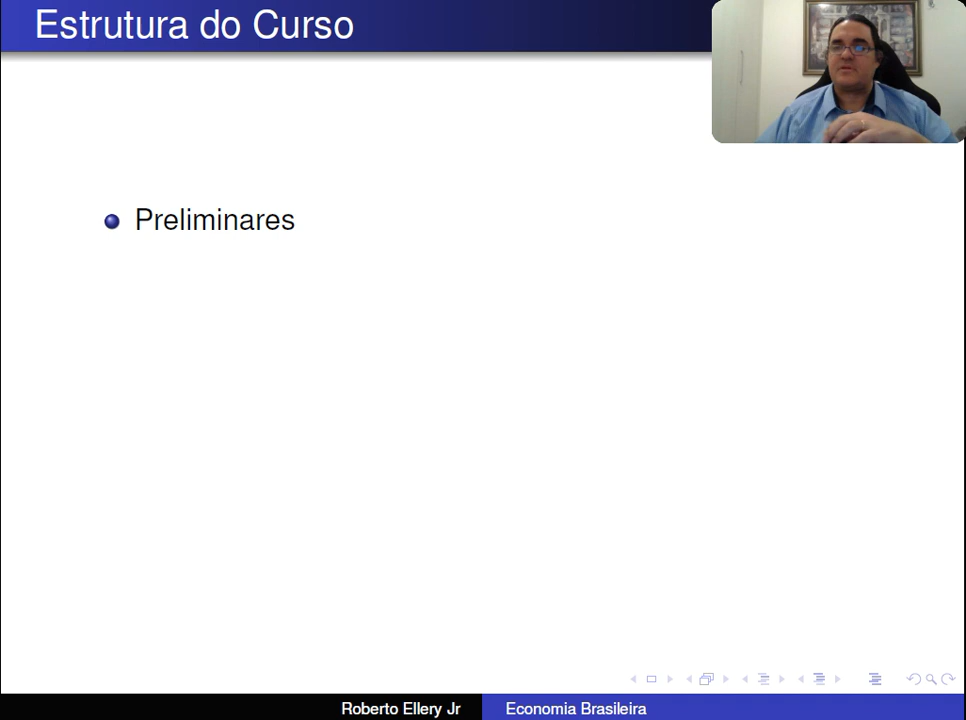 Estrutura do Curso
Preliminares
Roberto Ellery Jr
Economia Brasileira